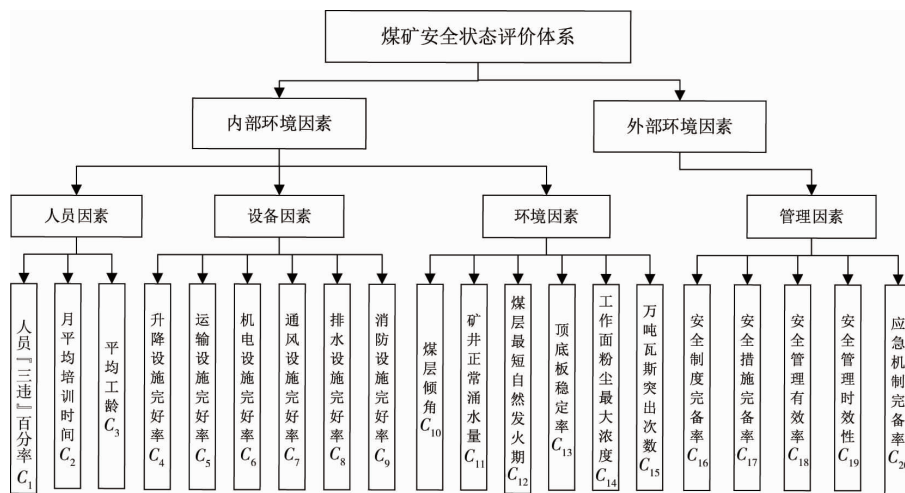 煤矿安全状态评价体系
内部环境因素
外部环境因素
人员因素
设备因素
环境因素
管理因素
人员『三违』百分率C₁
月平均培训时间C₂
平均工龄C₃
升降设施完好率C₄
运输设施完好率C₅
机电设施完好率C₆
通风设施完好率C₇
排水设施完好率C₈
消防设施完好率C₉
煤层倾角C₁₀
矿井正常涌水量C₁₁
煤层最短自然发火期C₁₂
顶底板稳定率C₁₃
工作面粉尘最大浓度C₁₄
万吨瓦斯突出次数C₁₅
安全制度完备率C₁₆
安全措施完备率C₁₇
安全管理有效率C₁₈
安全管理时效性C₁₉
应急机制完备率C₂₀